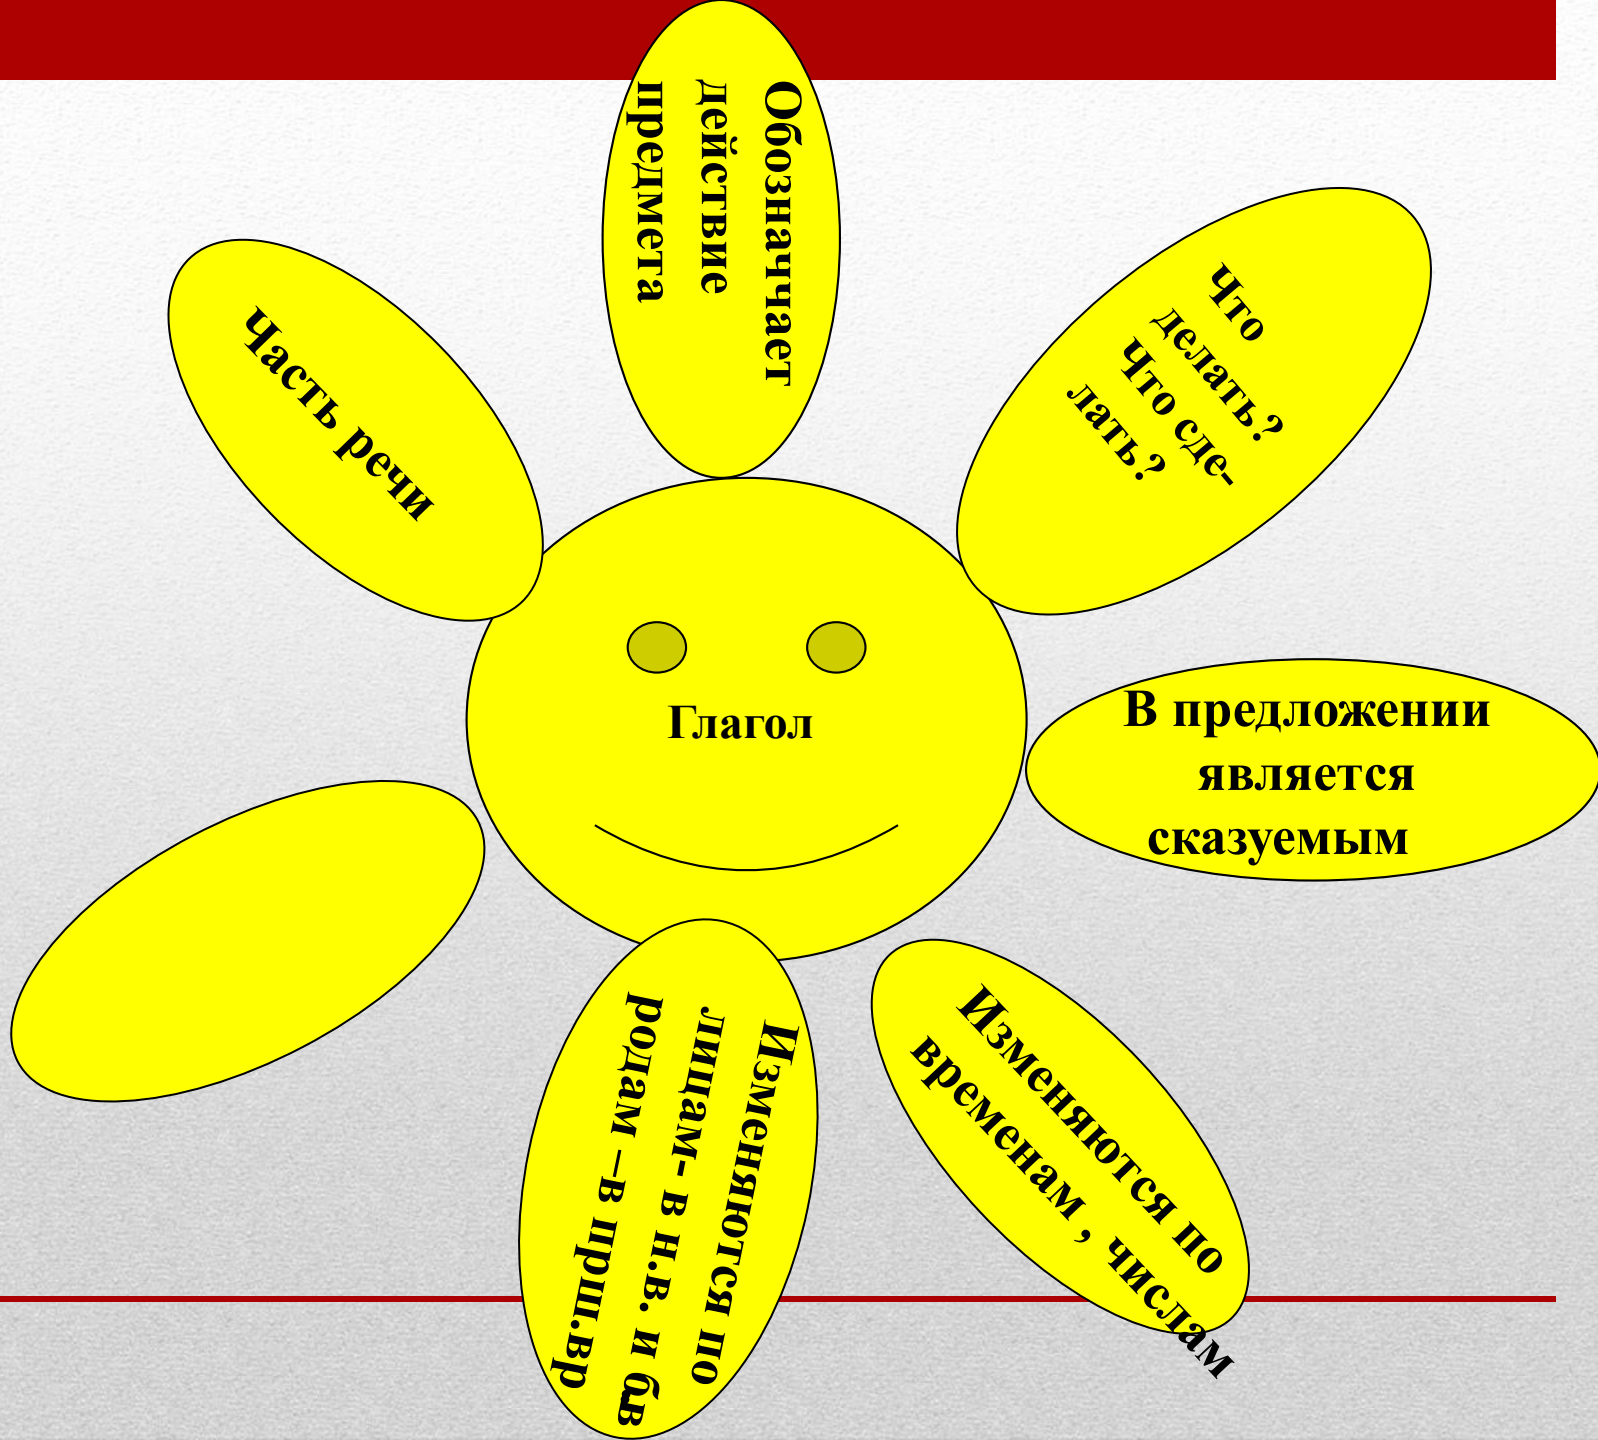 Обозначчает
действие
предмета
Что
делать?
Что сде-
лать?
Часть речи
Глагол
В предложении
является
сказуемым
Изменяются по
временам , числам
Изменяются по
лицам- в н.в. и б.в
родам –в прш.вр